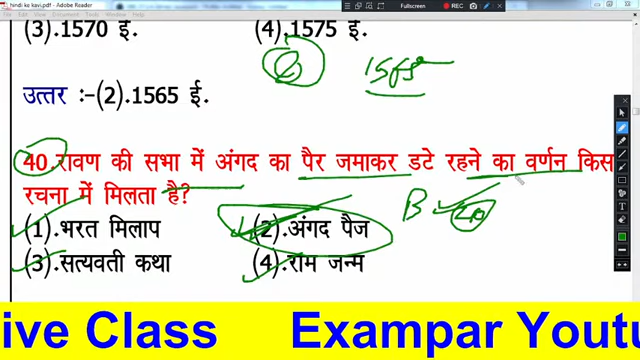 hindi ke kavi.pdf - Adobe Reader
Fullscreen
(3).1570 ई.
(4).1575 ई.
2
1565
उत्तर :-(2).1565 ई.
40.रावण की सभा में अंगद का पैर जमाकर डटे रहने का वर्णन किस
रचना में मिलता है?
B
(1).भरत मिलाप
(2).अंगद पैज
(3).सत्यवती कथा
(4).राम जन्म
ive Class
Exampar Youtu